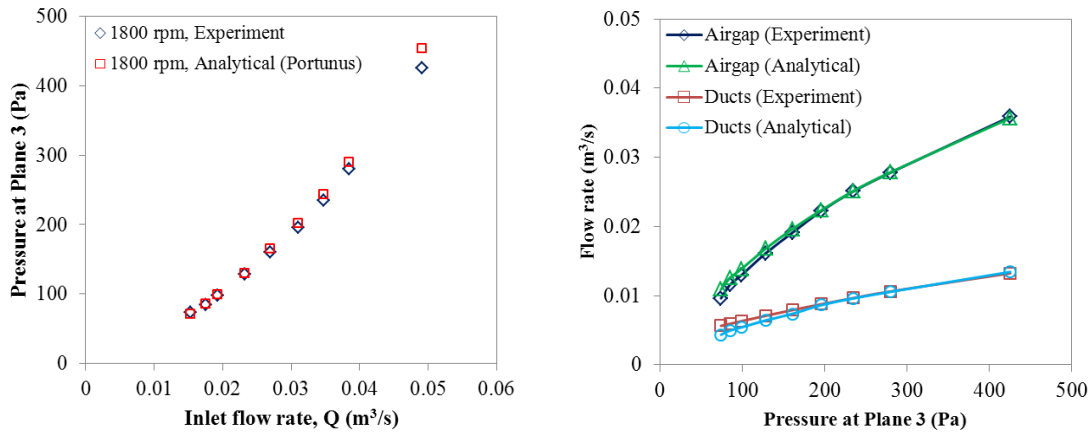 500
400
300
200
100
0
Pressure at Plane 3 (Pa)
1800 rpm, Experiment
1800 rpm, Analytical (Portunus)
0 0.01 0.02 0.03 0.04 0.05 0.06
Inlet flow rate, Q (m³/s)
0.05
0.04
0.03
0.02
0.01
0
Flow rate (m³/s)
Airgap (Experiment)
Airgap (Analytical)
Ducts (Experiment)
Ducts (Analytical)
0 100 200 300 400 500
Pressure at Plane 3 (Pa)